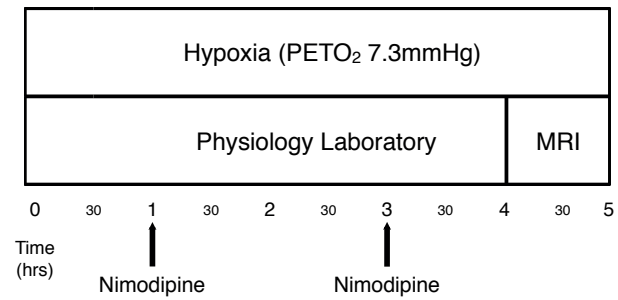 Hypoxia (PETO₂ 7.3mmHg)
Physiology Laboratory MRI
0 30 1 30 2 30 3 30 4 30 5
Time
(hrs)
Nimodipine Nimodipine